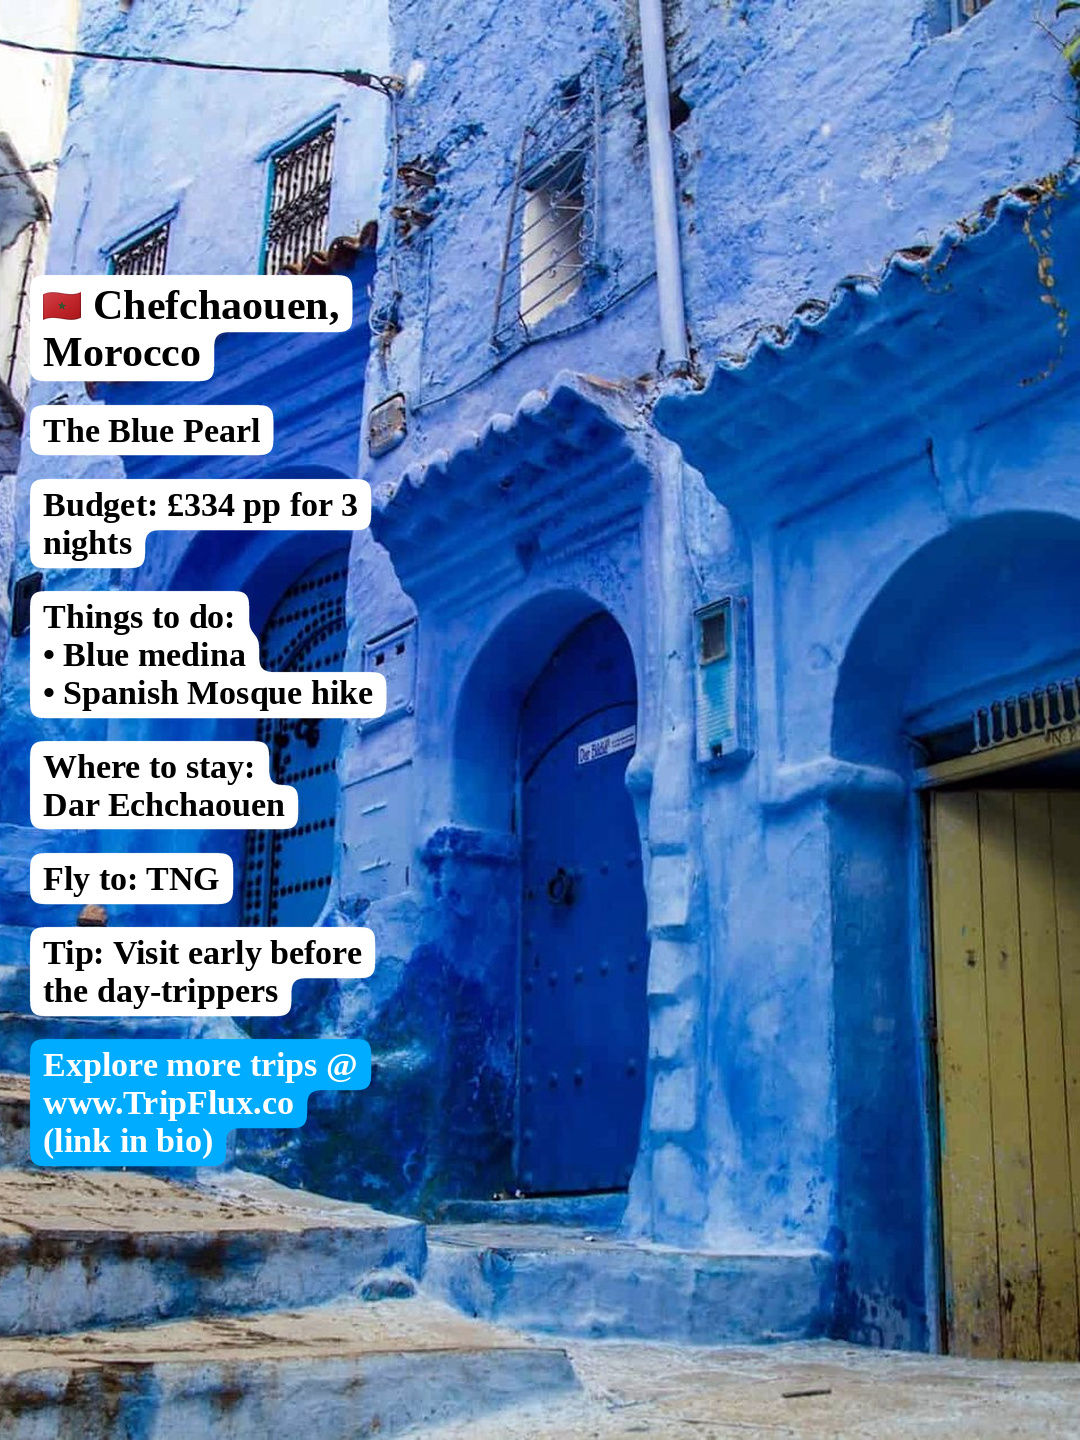 🇲🇦 Chefchaouen,
Morocco
The Blue Pearl
Budget: £334 pp for 3
nights
Things to do:
• Blue medina
• Spanish Mosque hike
Where to stay:
Dar Echchaouen
Fly to: TNG
Tip: Visit early before
the day-trippers
Explore more trips @
www.TripFlux.co
(link in bio)